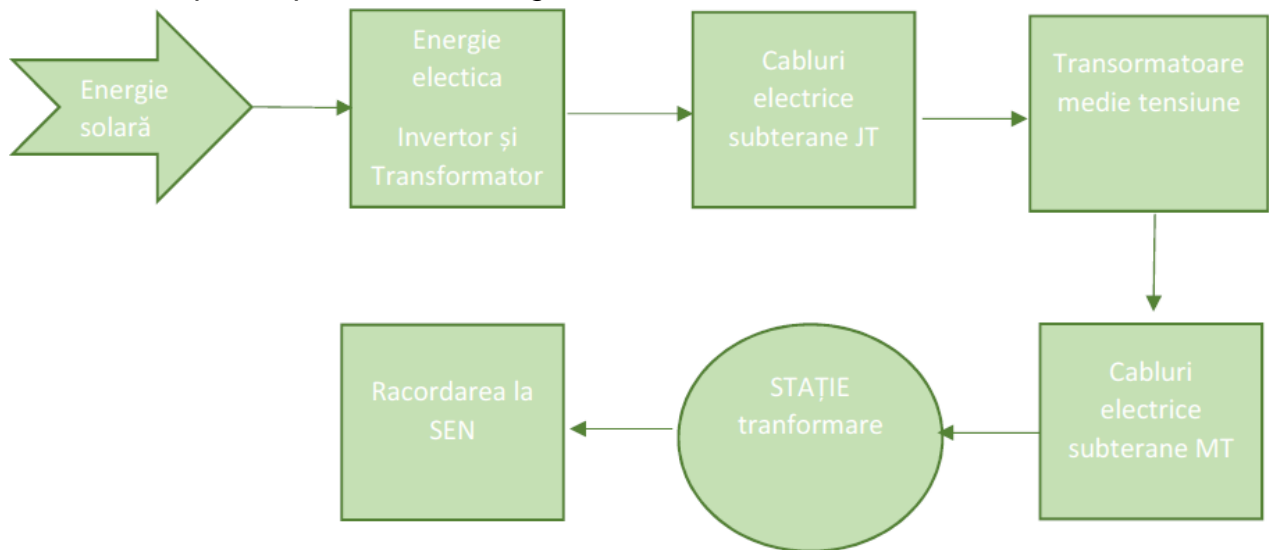 Energie
solară
Energie
electica
Invertor și
Transformator
Cabluri
electrice
subterane JT
Transormatoare
medie tensiune
Cabluri
electrice
subterane MT
STAȚIE
tranformare
Racordarea la
SEN